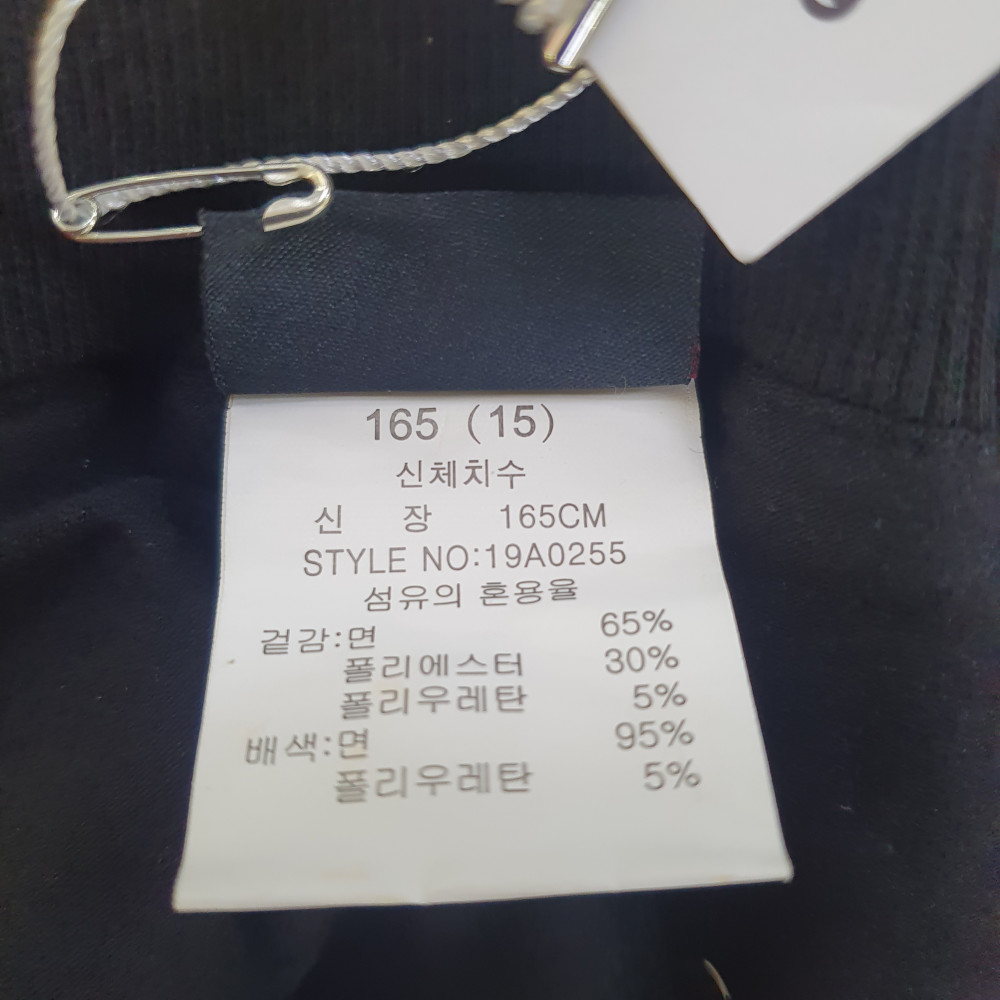 165 (15)
신체치수
신 장 165CM
STYLE NO:19A0255
섬유의 혼용율
겉감:면 65%
폴리에스터 30%
폴리우레탄 5%
배색:면 95%
폴리우레탄 5%